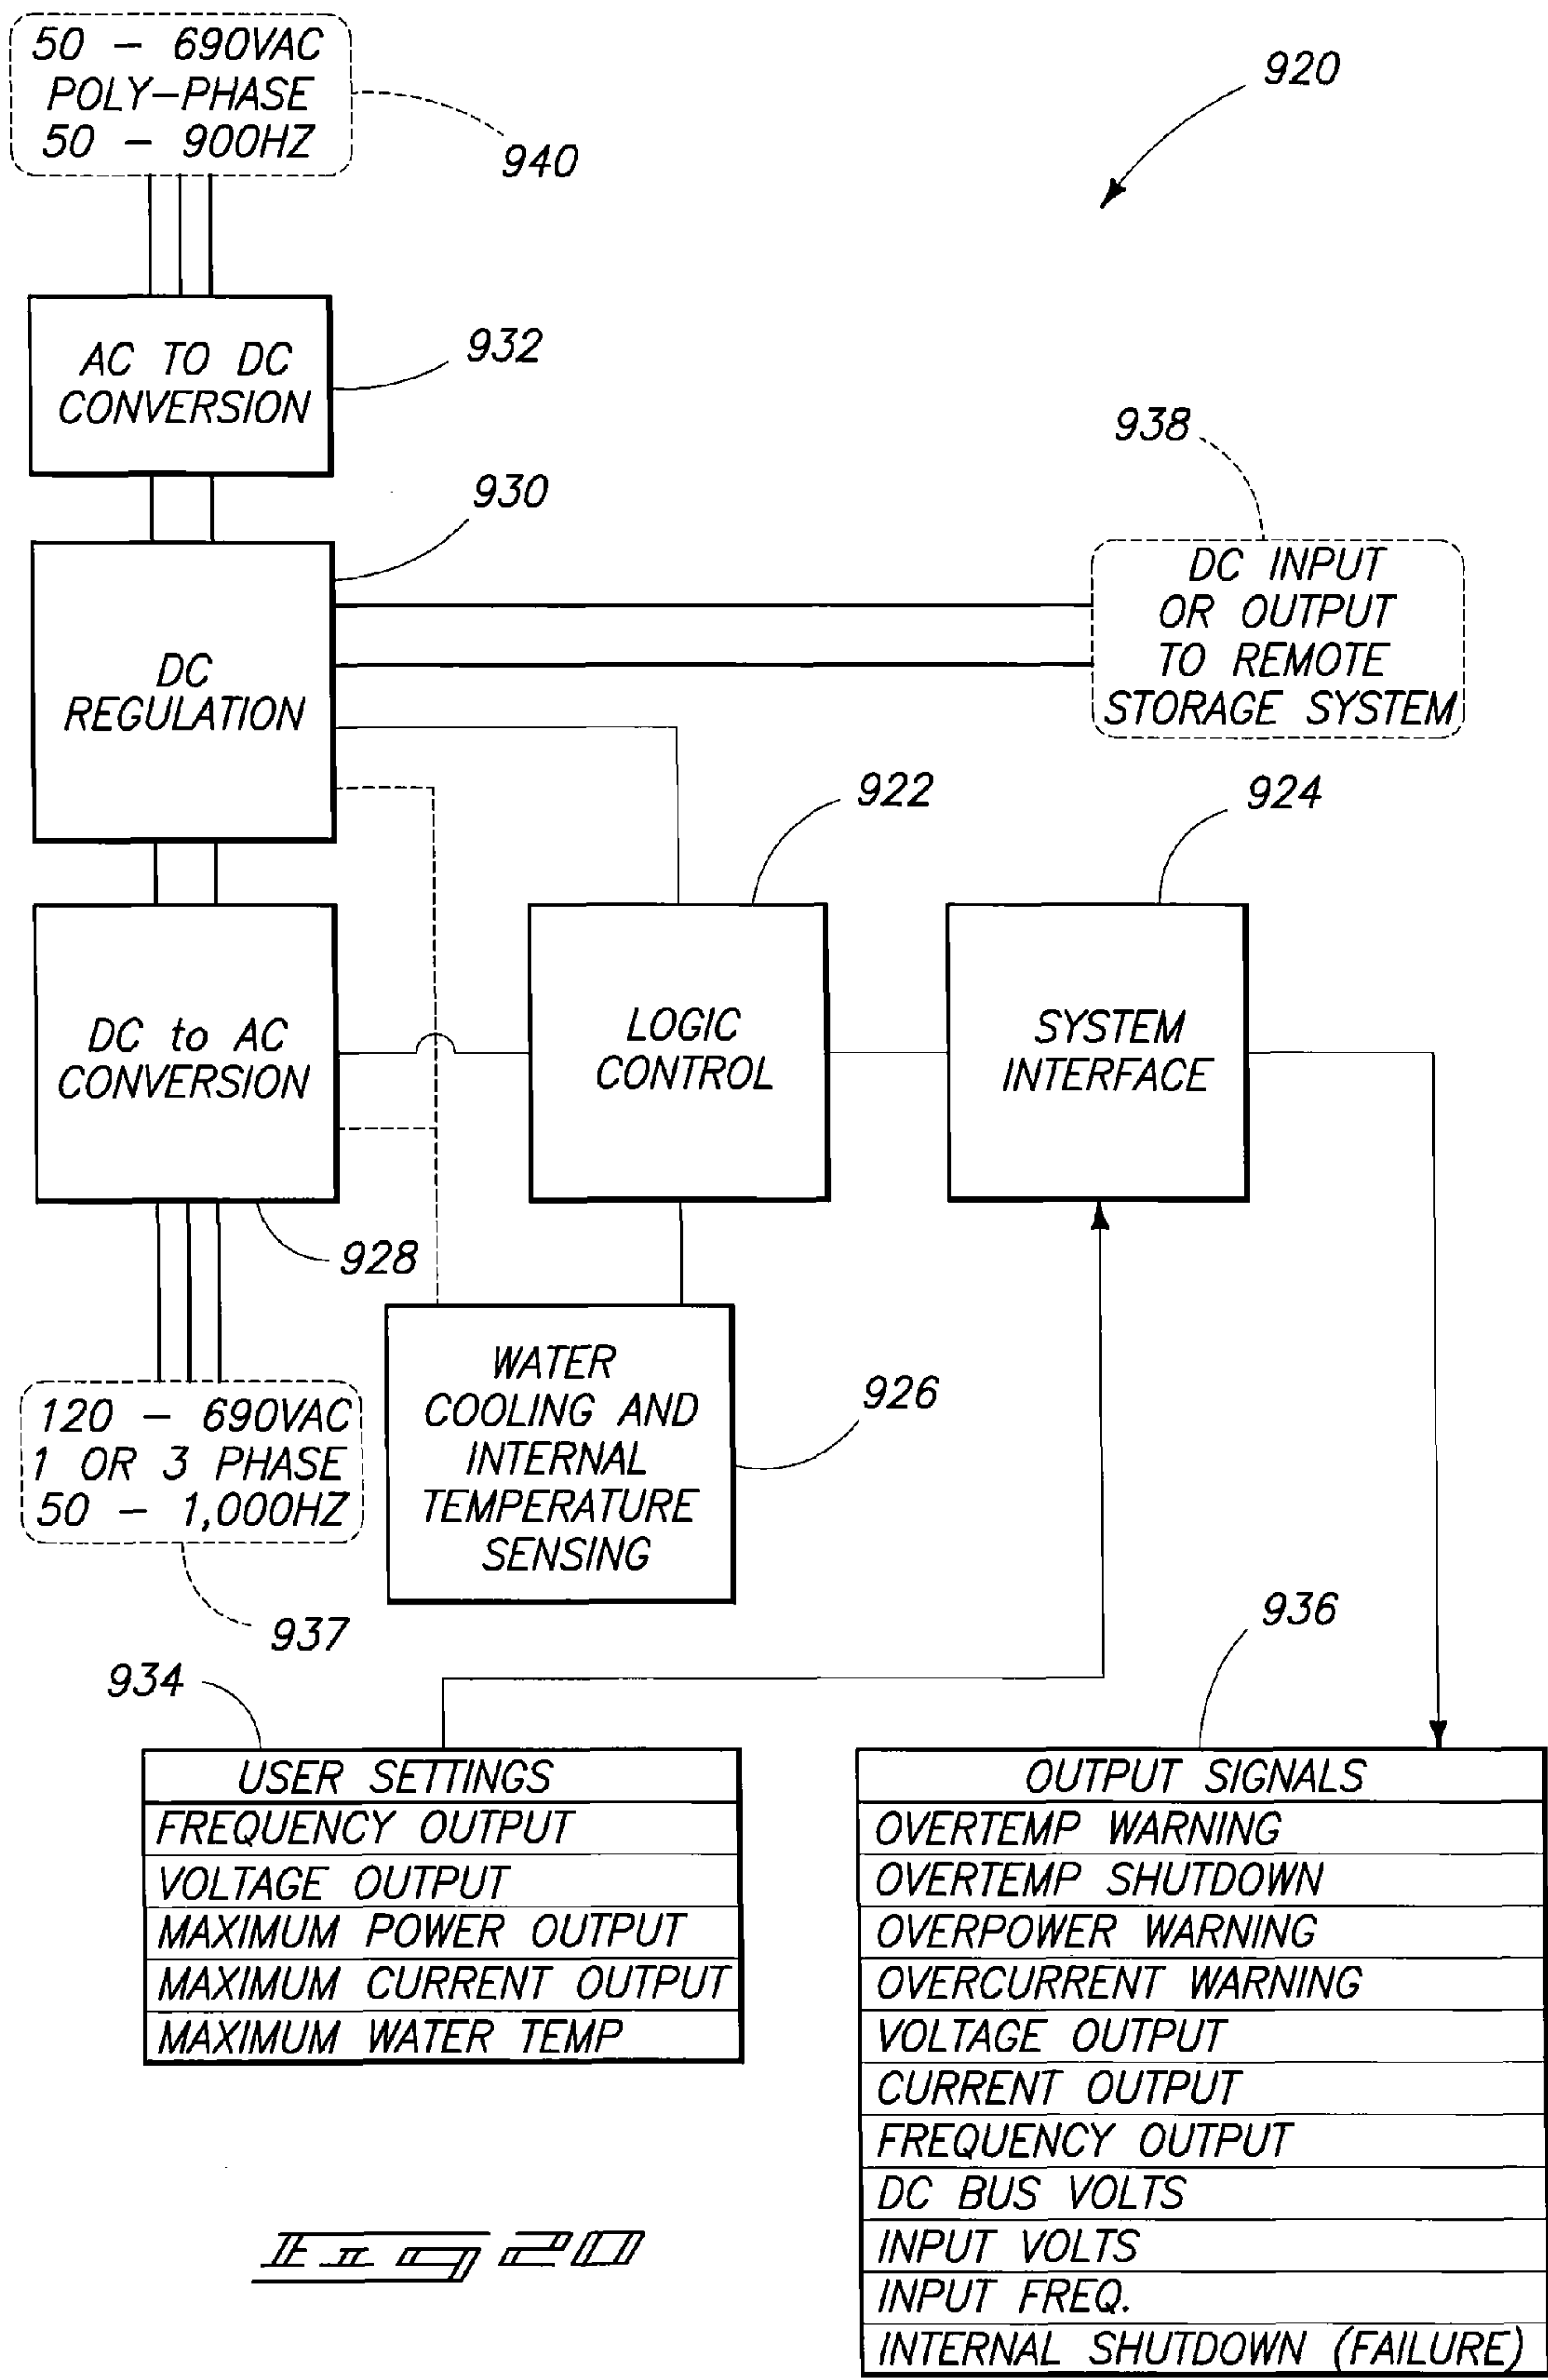 50 – 690VAC
POLY–PHASE
50 – 900HZ
940
920
AC TO DC
CONVERSION
932
930
938
DC INPUT
OR OUTPUT
TO REMOTE
STORAGE SYSTEM
DC
REGULATION
922
924
DC to AC
CONVERSION
LOGIC
CONTROL
SYSTEM
INTERFACE
928
WATER
COOLING AND
INTERNAL
TEMPERATURE
SENSING
926
120 – 690VAC
1 OR 3 PHASE
50 – 1,000HZ
937
934
936
USER SETTINGS
FREQUENCY OUTPUT
VOLTAGE OUTPUT
MAXIMUM POWER OUTPUT
MAXIMUM CURRENT OUTPUT
MAXIMUM WATER TEMP
OUTPUT SIGNALS
OVERTEMP WARNING
OVERTEMP SHUTDOWN
OVERPOWER WARNING
OVERCURRENT WARNING
VOLTAGE OUTPUT
CURRENT OUTPUT
FREQUENCY OUTPUT
DC BUS VOLTS
INPUT VOLTS
INPUT FREQ.
INTERNAL SHUTDOWN (FAILURE)
Fig 20